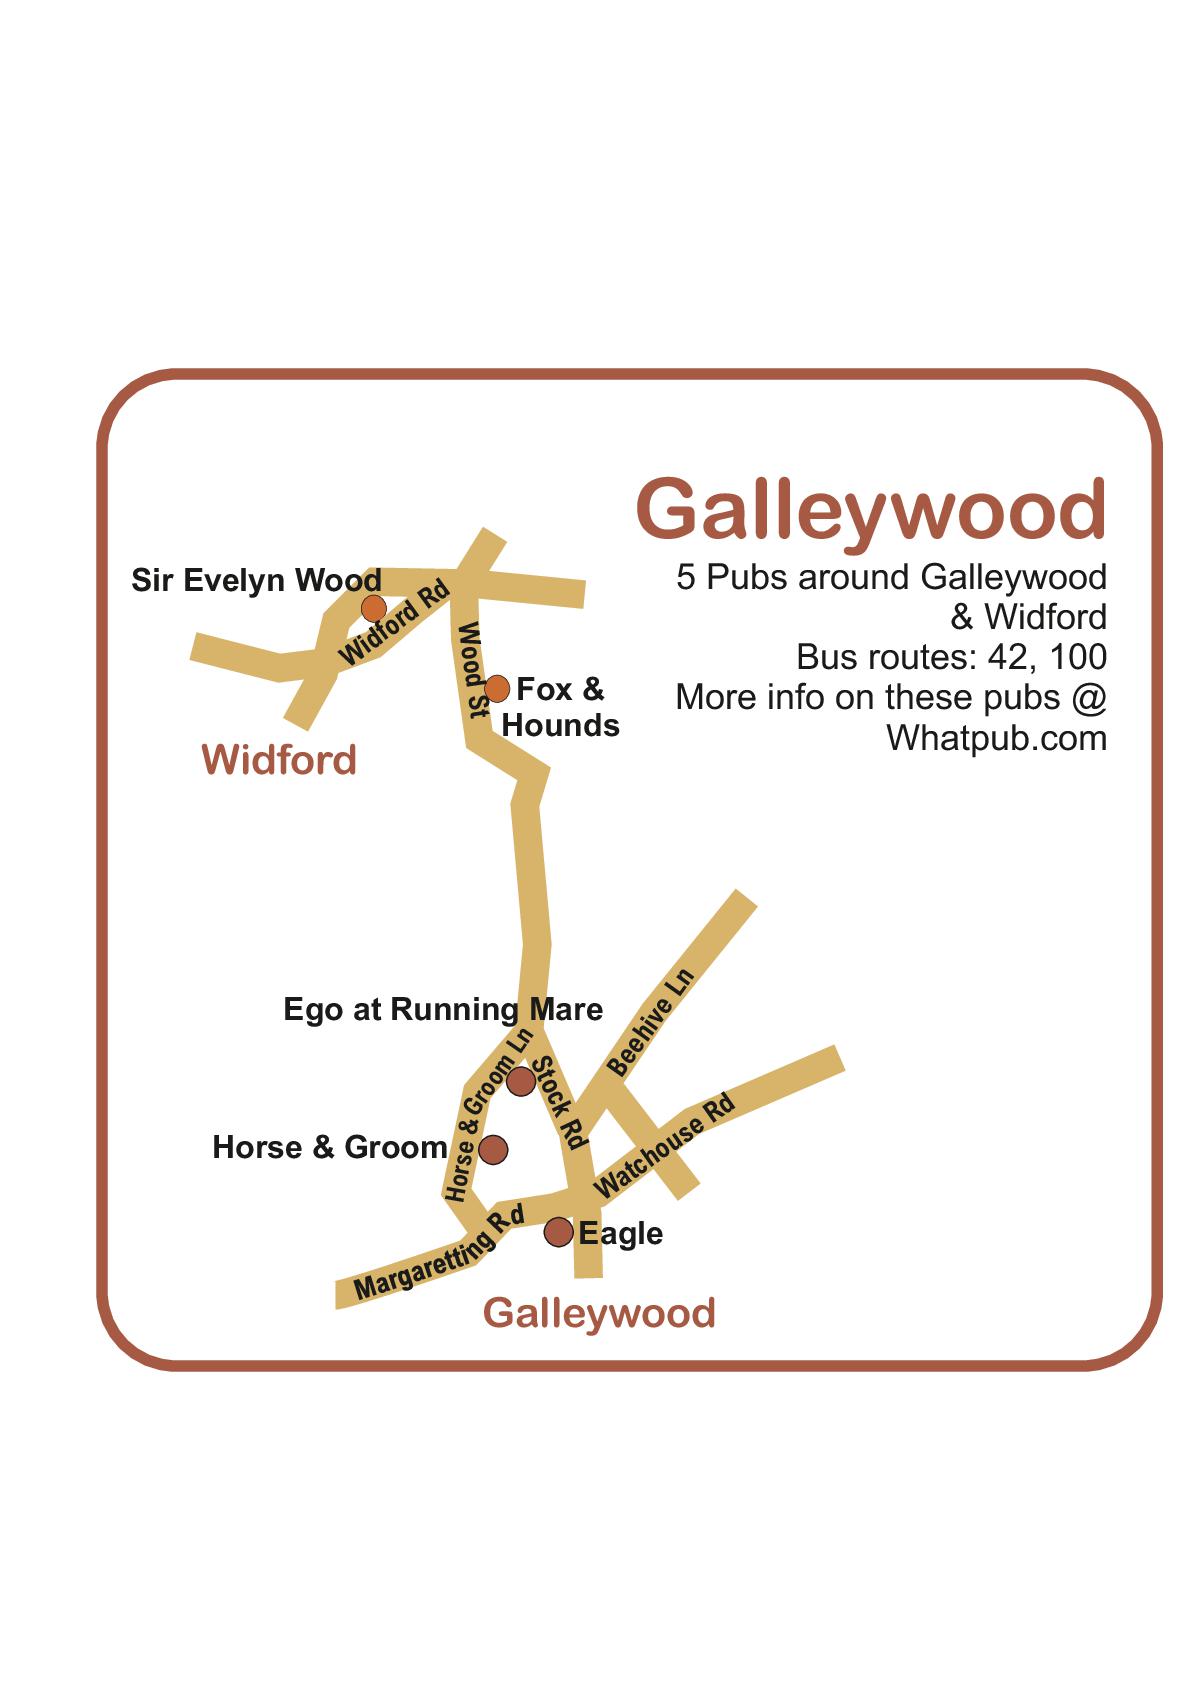 Galleywood
5 Pubs around Galleywood
& Widford
Bus routes: 42, 100
More info on these pubs @
Whatpub.com
Sir Evelyn Wood
Widford Rd
Wood St
Fox &
Hounds
Widford
Ego at Running Mare
Beehive Ln
Horse & Groom Ln
Stock Rd
Watchouse Rd
Horse & Groom
Margaretting Rd
Eagle
Galleywood